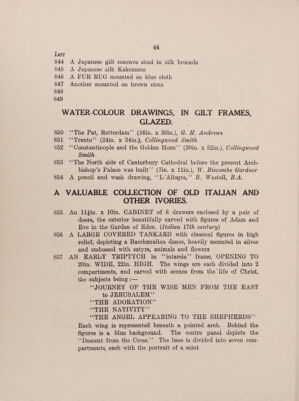 44
Lot
844 A Japanese gilt concave stool in silk brocade
845 A Japanese silk Kakemono
846 A FUR RUG mounted on blue cloth
847 Another mounted on brown cloth
848
849
WATER-COLOUR DRAWINGS, IN GILT FRAMES,
GLAZED.
850 "The Pat, Rotterdam" (16in. x 30in.), G. H. Andrews
851 "Trento" (24in. x 34in.), Collingwood Smith
852 "Constantinople and the Golden Horn" (30in. x 52in.), Collingwood
Smith
853 "The North side of Canterbury Cathedral before the present Arch-
bishop's Palace was built" (7in. x 11in.), W. Biscombe Gardner
854 A pencil and wash drawing, "L'Allegra," R. Westall, R.A.
A VALUABLE COLLECTION OF OLD ITALIAN AND
OTHER IVORIES.
855 An 11½in. x 10in. CABINET of 6 drawers enclosed by a pair of
doors, the exterior beautifully carved with figures of Adam and
Eve in the Garden of Eden. (Italian 17th century)
856 A LARGE COVERED TANKARD with classical figures in high
relief, depicting a Bacchanalian dance, heavily mounted in silver
and embossed with satyrs, animals and flowers
857 AN EARLY TRIPTYCH in "intarsia" frame, OPENING TO
20in. WIDE, 22in. HIGH. The wings are each divided into 2
compartments, and carved with scenes from the life of Christ,
the subjects being:—
"JOURNEY OF THE WISE MEN FROM THE EAST
to JERUSALEM"
"THE ADORATION"
"THE NATIVITY"
"THE ANGEL APPEARING TO THE SHEPHERDS"
Each wing is represented beneath a pointed arch. Behind the
figures is a blue background. The centre panel depicts the
"Descent from the Cross." The base is divided into seven com-
partments, each with the portrait of a saint